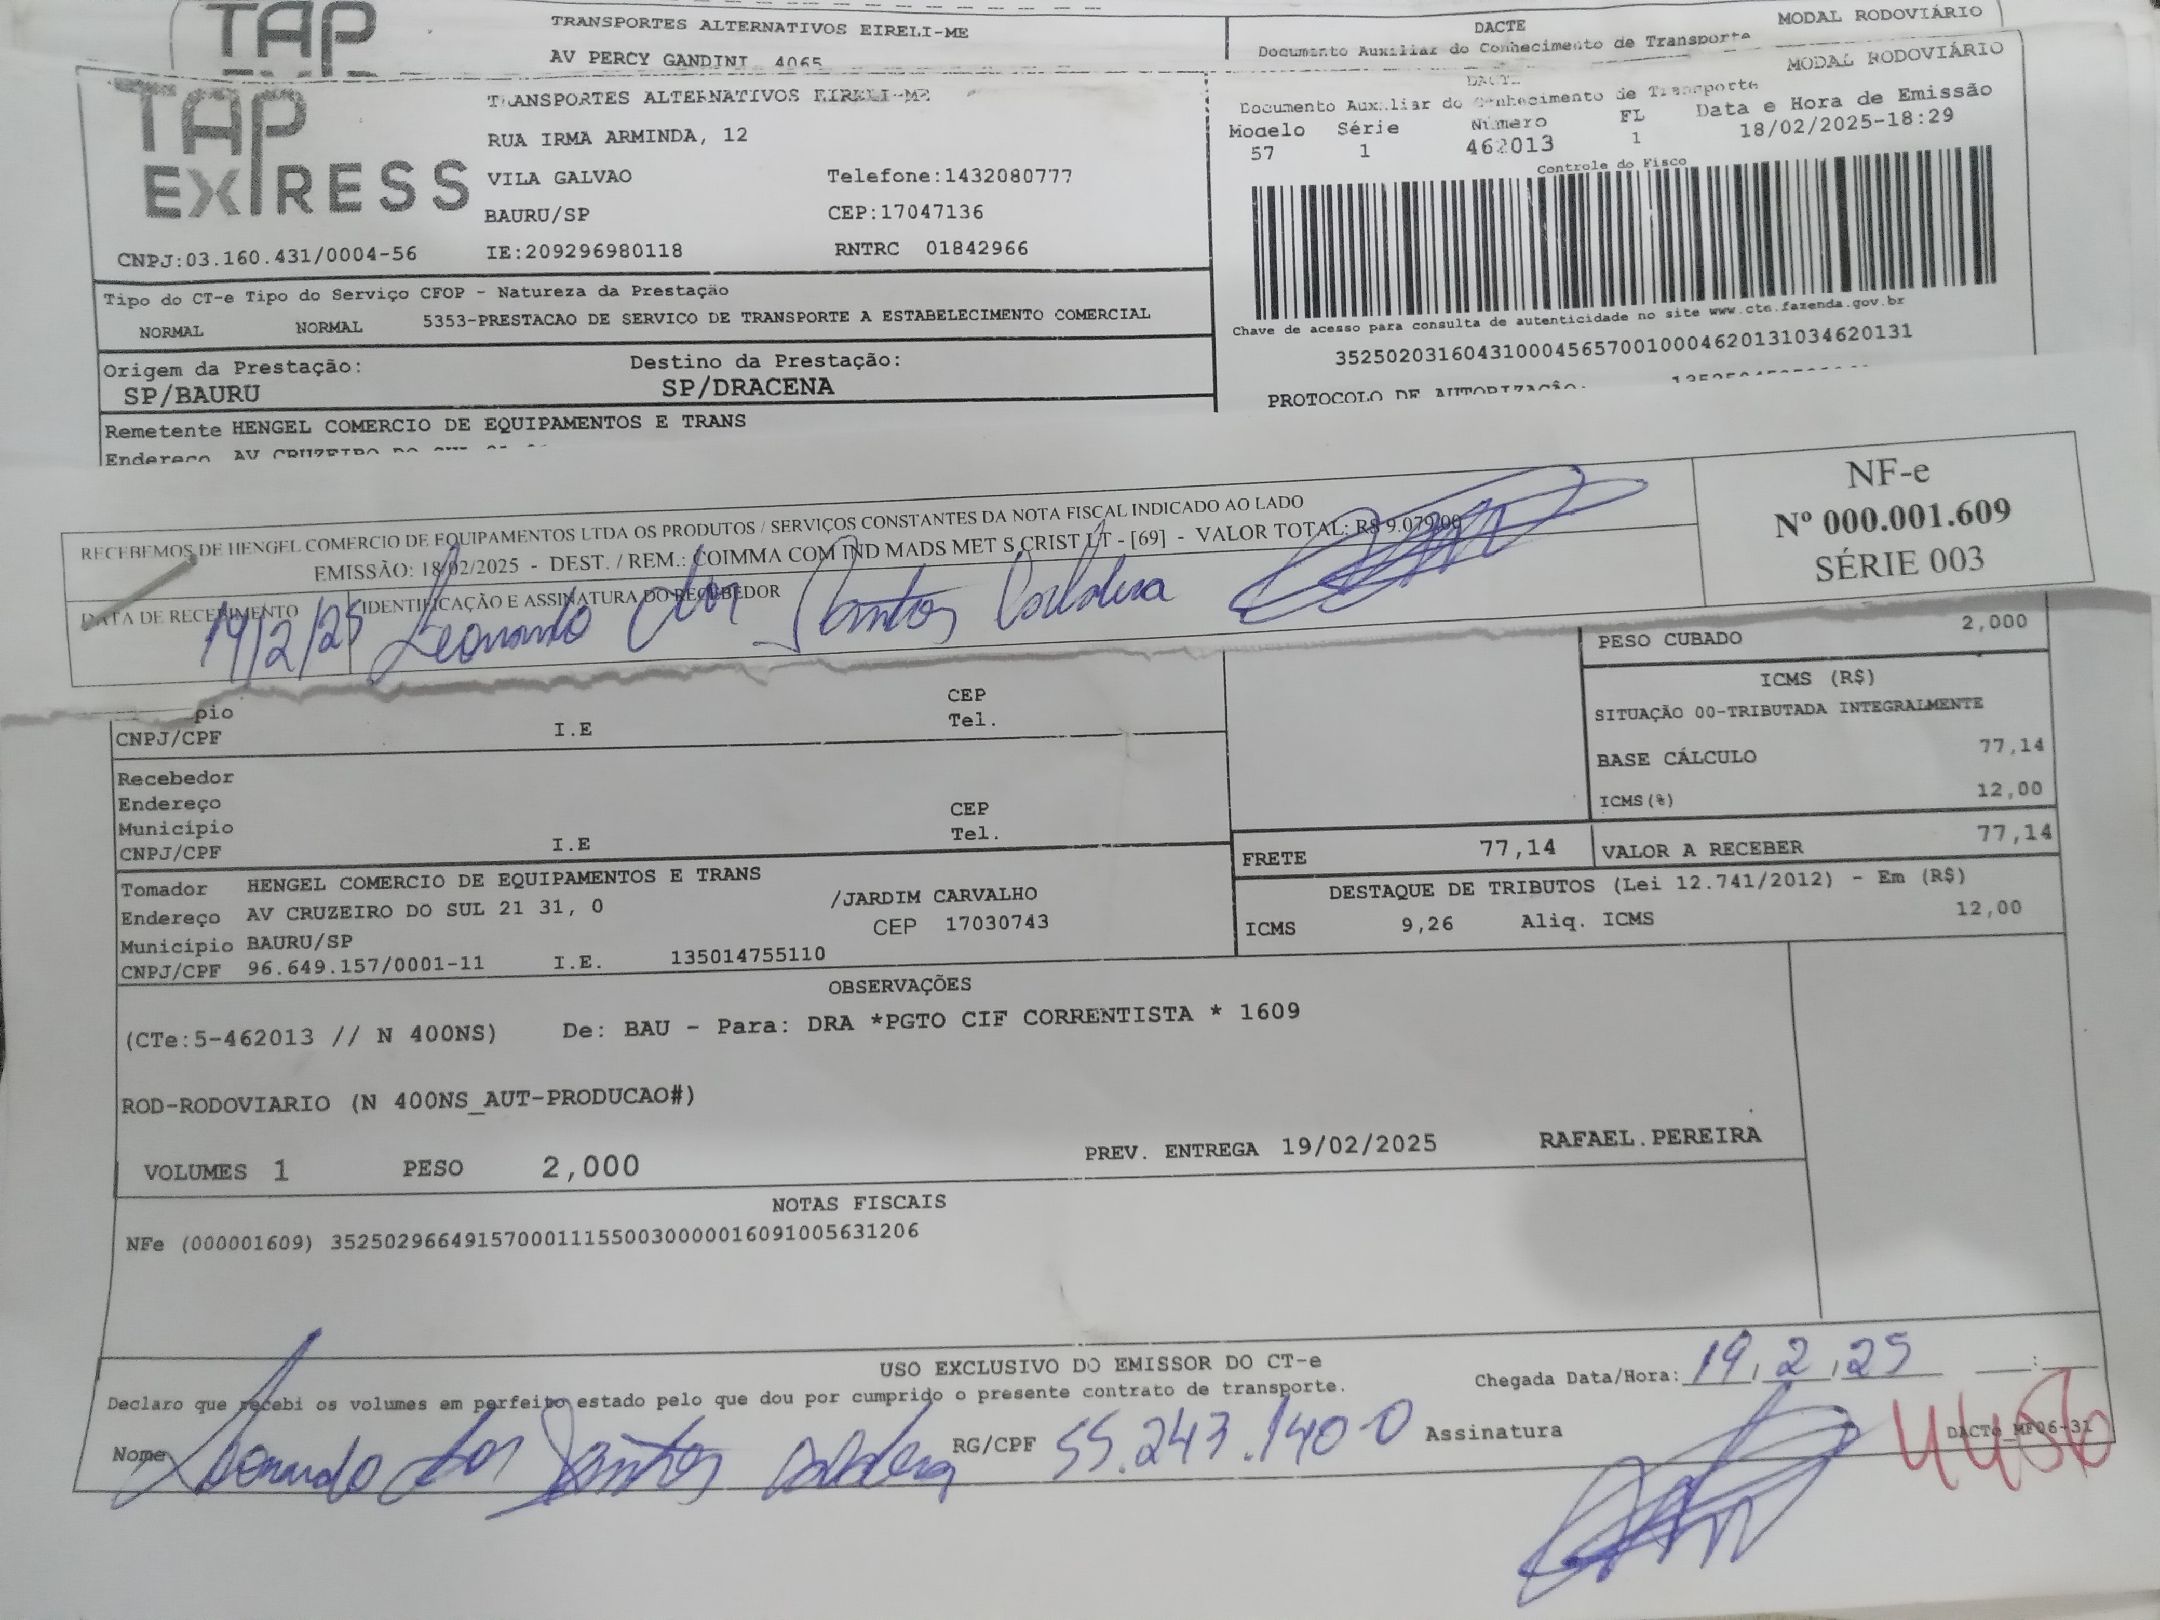 TAP
TRANSPORTES ALTERNATIVOS EIRELI-ME
AV PERCY GANDINI 4065
DACTE
Documento Auxiliar do Conhecimento de Transporte
MODAL RODOVIÁRIO
TAP EXPRESS
TRANSPORTES ALTERNATIVOS EIRELI-ME
RUA IRMA ARMINDA, 12
VILA GALVAO Telefone:1432080777
BAURU/SP CEP:17047136
CNPJ:03.160.431/0004-56 IE:209296980118 RNTRC 01842966
DACTE
MODAL RODOVIÁRIO
Documento Auxiliar do Conhecimento de Transporte
Modelo Série Número FL Data e Hora de Emissão
57 1 462013 1 18/02/2025-18:29
Controle do Fisco
Chave de acesso para consulta de autenticidade no site www.cte.fazenda.gov.br
35250203160431000456570010004620131034620131
PROTOCOLO DE AUTORIZAÇÃO:
Tipo do CT-e Tipo do Serviço CFOP - Natureza da Prestação
NORMAL NORMAL 5353-PRESTACAO DE SERVICO DE TRANSPORTE A ESTABELECIMENTO COMERCIAL
Origem da Prestação: Destino da Prestação:
SP/BAURU SP/DRACENA
Remetente HENGEL COMERCIO DE EQUIPAMENTOS E TRANS
Endereço AV CRUZEIRO DO SUL
RECEBEMOS DE HENGEL COMERCIO DE EQUIPAMENTOS LTDA OS PRODUTOS / SERVIÇOS CONSTANTES DA NOTA FISCAL INDICADO AO LADO
EMISSÃO: 18/02/2025 - DEST. / REM.: COIMMA COM IND MADS MET S CRIST LT - [69] - VALOR TOTAL: R$ 9.079,00
DATA DE RECEBIMENTO IDENTIFICAÇÃO E ASSINATURA DO RECEBEDOR
19/2/25 Leonardo dos Santos Caldeira
NF-e
Nº 000.001.609
SÉRIE 003
PESO CUBADO 2,000
ICMS (R$)
SITUAÇÃO 00-TRIBUTADA INTEGRALMENTE
BASE CÁLCULO 77,14
ICMS(%) 12,00
pio CEP
CNPJ/CPF I.E Tel.
Recebedor
Endereço
Município CEP
CNPJ/CPF I.E Tel.
FRETE 77,14 VALOR A RECEBER 77,14
DESTAQUE DE TRIBUTOS (Lei 12.741/2012) - Em (R$)
ICMS 9,26 Aliq. ICMS 12,00
Tomador HENGEL COMERCIO DE EQUIPAMENTOS E TRANS
Endereço AV CRUZEIRO DO SUL 21 31, 0 /JARDIM CARVALHO
Município BAURU/SP CEP 17030743
CNPJ/CPF 96.649.157/0001-11 I.E. 135014755110
OBSERVAÇÕES
(CTe:5-462013 // N 400NS) De: BAU - Para: DRA *PGTO CIF CORRENTISTA * 1609
ROD-RODOVIARIO (N 400NS_AUT-PRODUCAO#)
VOLUMES 1 PESO 2,000 PREV. ENTREGA 19/02/2025 RAFAEL.PEREIRA
NOTAS FISCAIS
NFe (000001609) 35250296649157000111550030000016091005631206
USO EXCLUSIVO DO EMISSOR DO CT-e
Declaro que recebi os volumes em perfeito estado pelo que dou por cumprido o presente contrato de transporte.
Chegada Data/Hora: 19/2/25 __:__
Nome Leonardo dos Santos Caldeira RG/CPF 55.243.140-0 Assinatura
DACTe_MF06-31